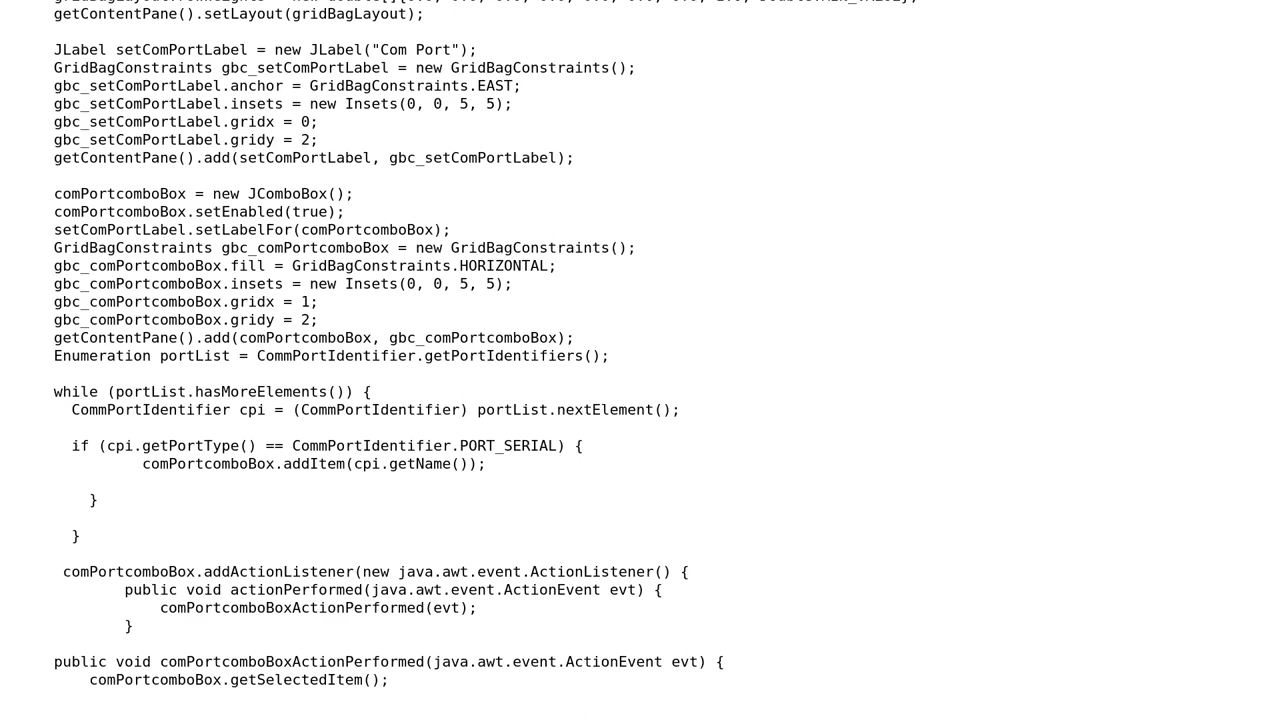 getContentPane().setLayout(gridBagLayout);
JLabel setComPortLabel = new JLabel("Com Port");
GridBagConstraints gbc_setComPortLabel = new GridBagConstraints();
gbc_setComPortLabel.anchor = GridBagConstraints.EAST;
gbc_setComPortLabel.insets = new Insets(0, 0, 5, 5);
gbc_setComPortLabel.gridx = 0;
gbc_setComPortLabel.gridy = 2;
getContentPane().add(setComPortLabel, gbc_setComPortLabel);
comPortcomboBox = new JComboBox();
comPortcomboBox.setEnabled(true);
setComPortLabel.setLabelFor(comPortcomboBox);
GridBagConstraints gbc_comPortcomboBox = new GridBagConstraints();
gbc_comPortcomboBox.fill = GridBagConstraints.HORIZONTAL;
gbc_comPortcomboBox.insets = new Insets(0, 0, 5, 5);
gbc_comPortcomboBox.gridx = 1;
gbc_comPortcomboBox.gridy = 2;
getContentPane().add(comPortcomboBox, gbc_comPortcomboBox);
Enumeration portList = CommPortIdentifier.getPortIdentifiers();
while (portList.hasMoreElements()) {
CommPortIdentifier cpi = (CommPortIdentifier) portList.nextElement();
if (cpi.getPortType() == CommPortIdentifier.PORT_SERIAL) {
comPortcomboBox.addItem(cpi.getName());
}
}
comPortcomboBox.addActionListener(new java.awt.event.ActionListener() {
public void actionPerformed(java.awt.event.ActionEvent evt) {
comPortcomboBoxActionPerformed(evt);
}
public void comPortcomboBoxActionPerformed(java.awt.event.ActionEvent evt) {
comPortcomboBox.getSelectedItem();